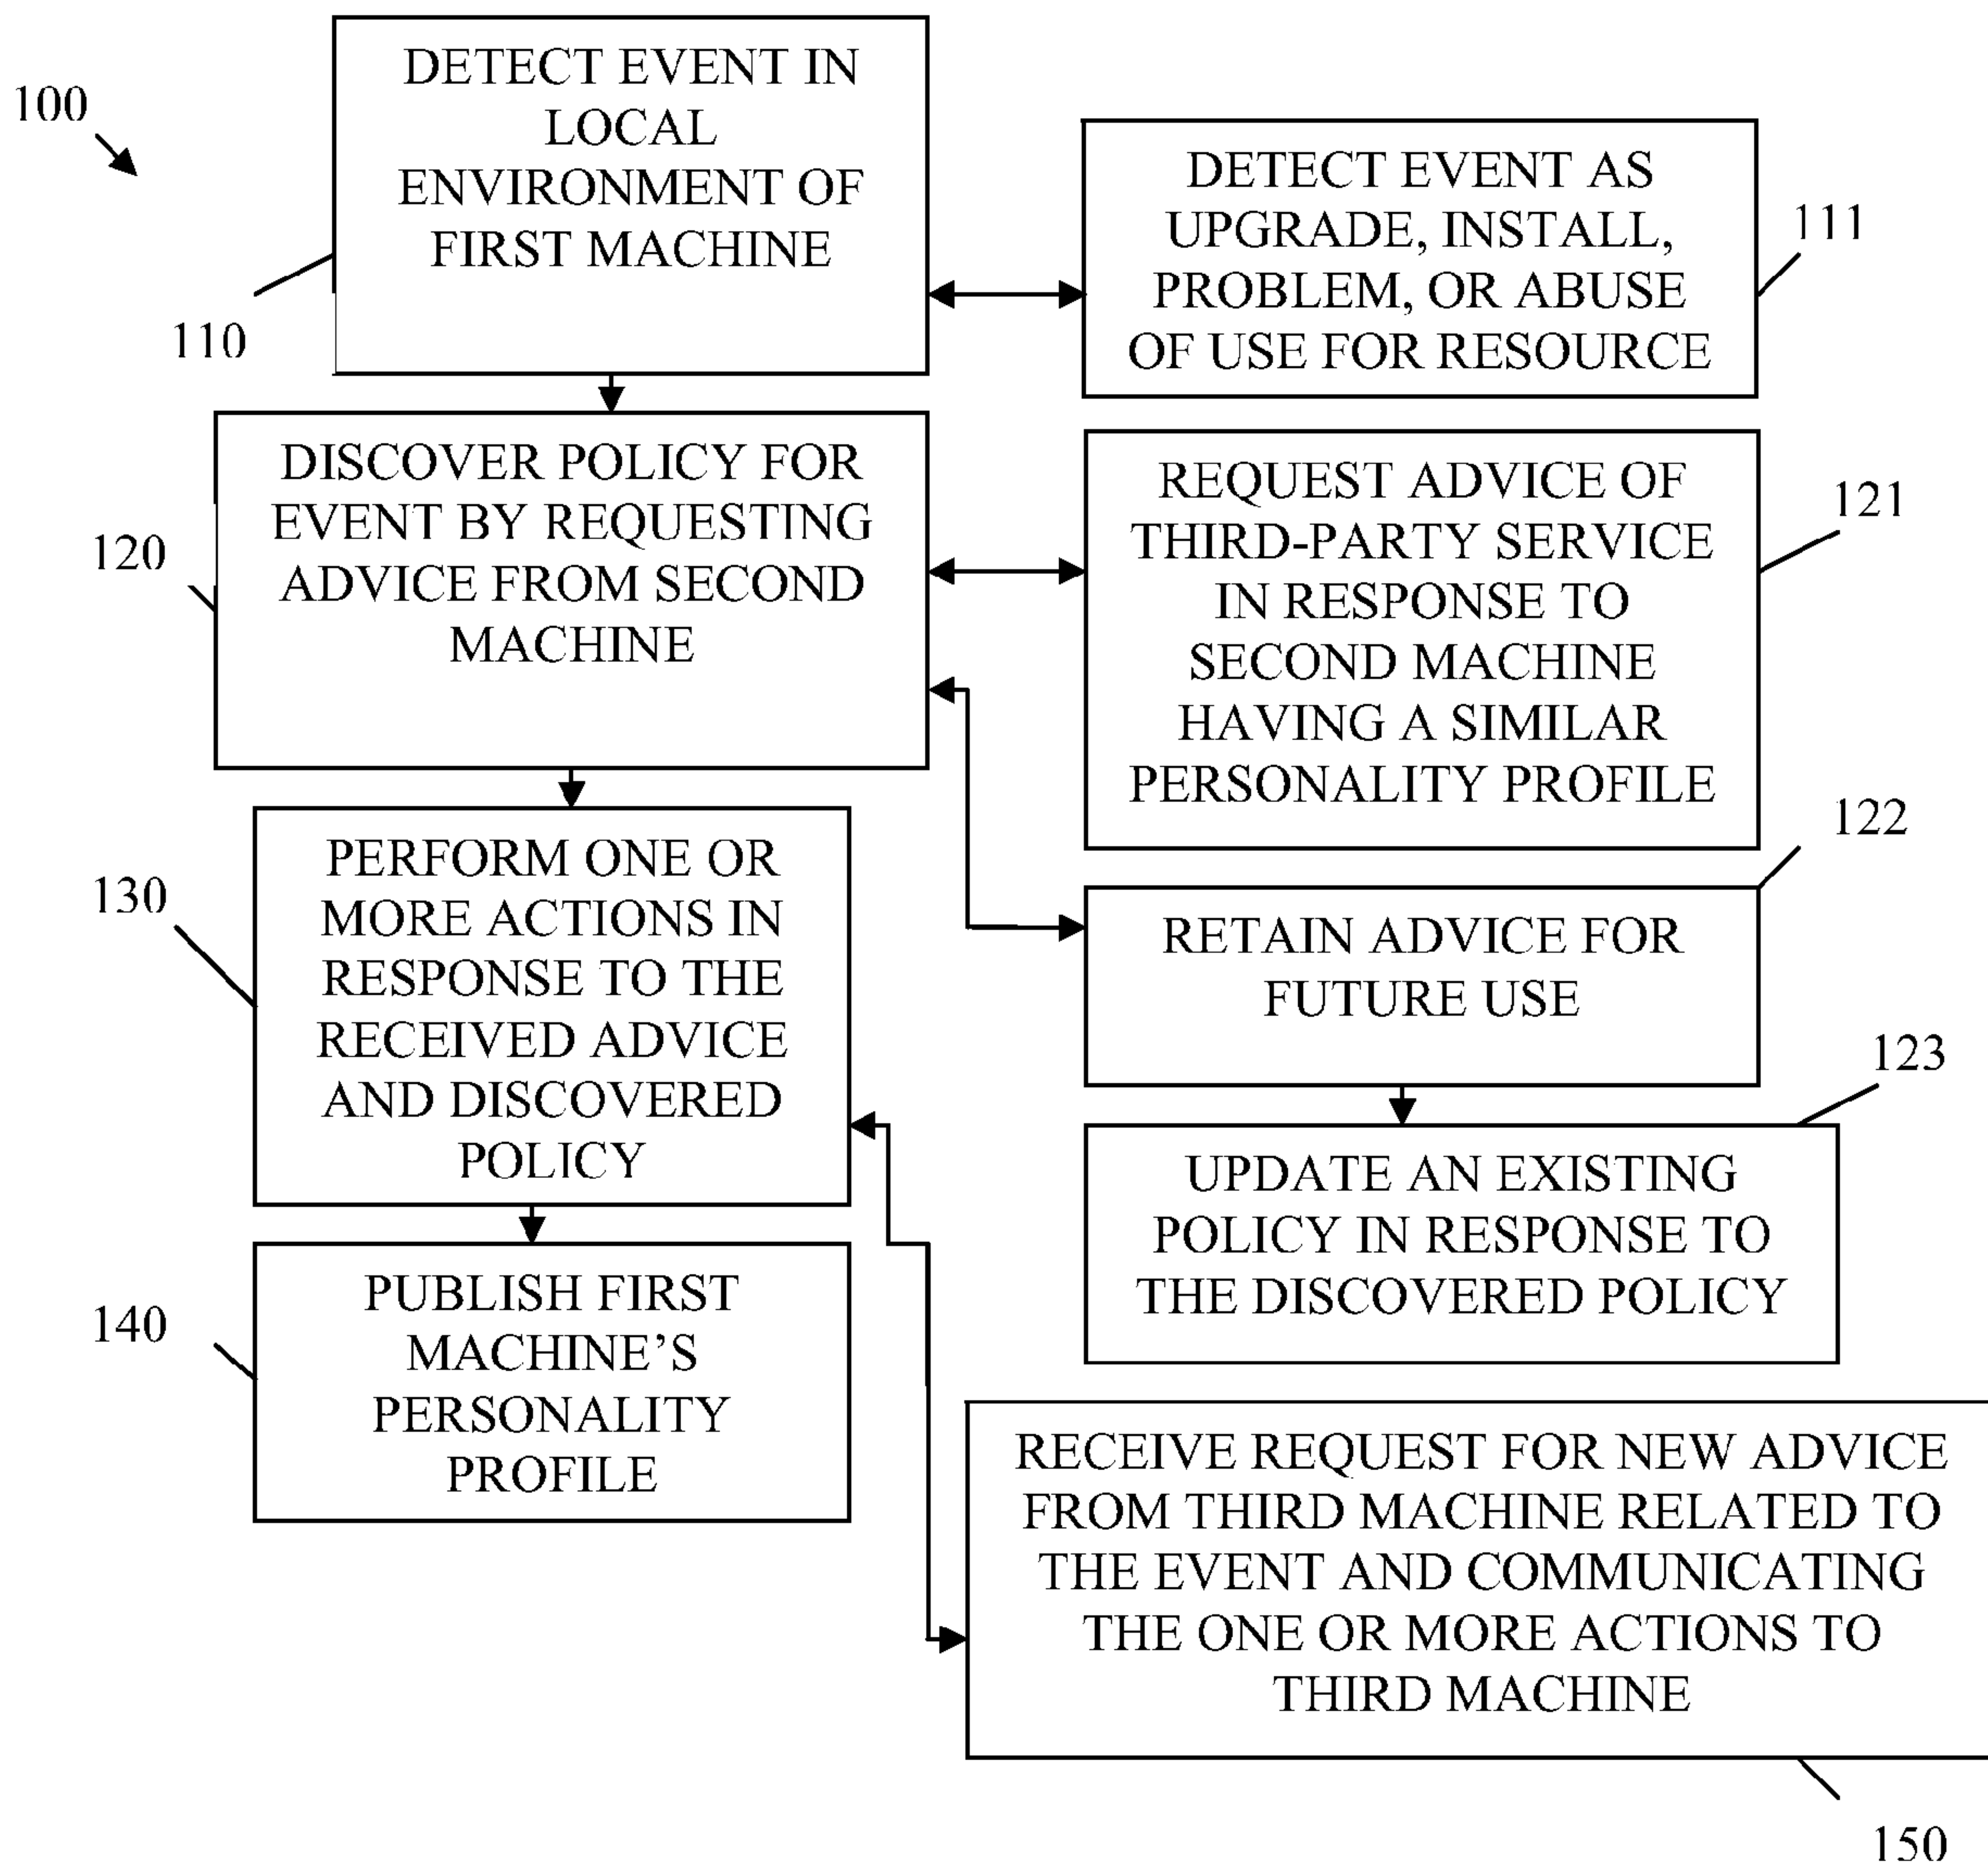 100
DETECT EVENT IN
LOCAL
ENVIRONMENT OF
FIRST MACHINE
110
DETECT EVENT AS
UPGRADE, INSTALL,
PROBLEM, OR ABUSE
OF USE FOR RESOURCE
111
DISCOVER POLICY FOR
EVENT BY REQUESTING
ADVICE FROM SECOND
MACHINE
120
REQUEST ADVICE OF
THIRD-PARTY SERVICE
IN RESPONSE TO
SECOND MACHINE
HAVING A SIMILAR
PERSONALITY PROFILE
121
122
PERFORM ONE OR
MORE ACTIONS IN
RESPONSE TO THE
RECEIVED ADVICE
AND DISCOVERED
POLICY
130
RETAIN ADVICE FOR
FUTURE USE
123
UPDATE AN EXISTING
POLICY IN RESPONSE TO
THE DISCOVERED POLICY
PUBLISH FIRST
MACHINE’S
PERSONALITY
PROFILE
140
RECEIVE REQUEST FOR NEW ADVICE
FROM THIRD MACHINE RELATED TO
THE EVENT AND COMMUNICATING
THE ONE OR MORE ACTIONS TO
THIRD MACHINE
150